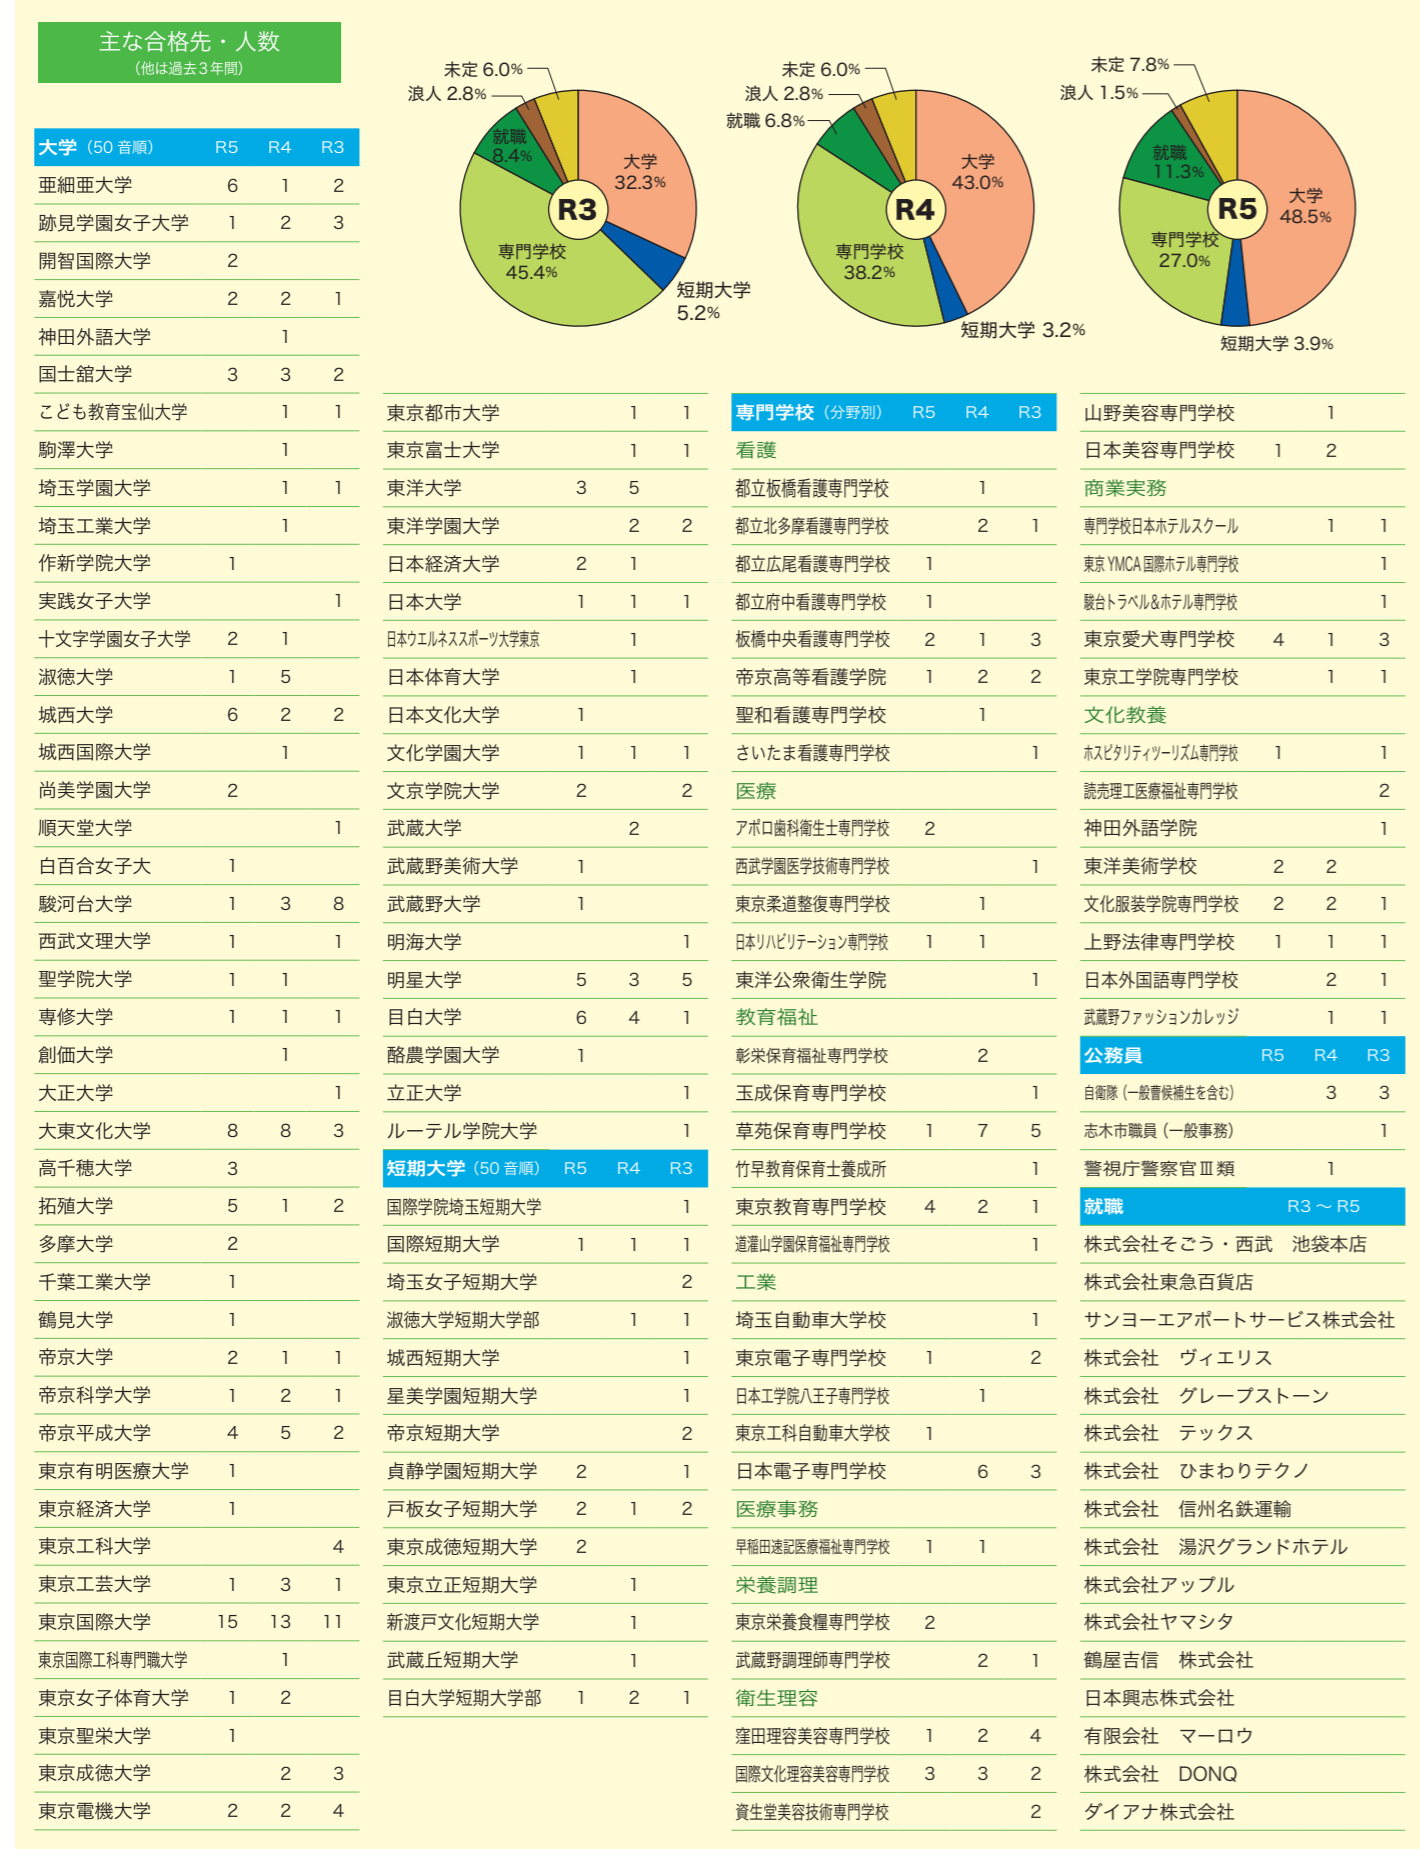 主な合格先・人数
（他は過去３年間）
未定 6.0%
浪人 2.8%
就職
8.4%
大学
32.3%
R3
専門学校
45.4%
短期大学
5.2%
未定 6.0%
浪人 2.8%
就職 6.8%
大学
43.0%
R4
専門学校
38.2%
短期大学 3.2%
未定 7.8%
浪人 1.5%
就職
11.3%
大学
48.5%
R5
専門学校
27.0%
短期大学 3.9%
大学（50 音順） R5 R4 R3
亜細亜大学 6 1 2
跡見学園女子大学 1 2 3
開智国際大学 2
嘉悦大学 2 2 1
神田外語大学 1
国士舘大学 3 3 2
こども教育宝仙大学 1 1
駒澤大学 1
埼玉学園大学 1 1
埼玉工業大学 1
作新学院大学 1
実践女子大学 1
十文字学園女子大学 2 1
淑徳大学 1 5
城西大学 6 2 2
城西国際大学 1
尚美学園大学 2
順天堂大学 1
白百合女子大 1
駿河台大学 1 3 8
西武文理大学 1 1
聖学院大学 1 1
専修大学 1 1 1
創価大学 1
大正大学 1
大東文化大学 8 8 3
高千穂大学 3
拓殖大学 5 1 2
多摩大学 2
千葉工業大学 1
鶴見大学 1
帝京大学 2 1 1
帝京科学大学 1 2 1
帝京平成大学 4 5 2
東京有明医療大学 1
東京経済大学 1
東京工科大学 4
東京工芸大学 1 3 1
東京国際大学 15 13 11
東京国際工科専門職大学 1
東京女子体育大学 1 2
東京聖栄大学 1
東京成徳大学 2 3
東京電機大学 2 2 4
東京都市大学 1 1
東京富士大学 1 1
東洋大学 3 5
東洋学園大学 2 2
日本経済大学 2 1
日本大学 1 1 1
日本ウエルネススポーツ大学東京 1
日本体育大学 1
日本文化大学 1
文化学園大学 1 1 1
文京学院大学 2 2
武蔵大学 2
武蔵野美術大学 1
武蔵野大学 1
明海大学 1
明星大学 5 3 5
目白大学 6 4 1
酪農学園大学 1
立正大学 1
ルーテル学院大学 1
短期大学（50 音順） R5 R4 R3
国際学院埼玉短期大学 1
国際短期大学 1 1 1
埼玉女子短期大学 2
淑徳大学短期大学部 1 1
城西短期大学 1
星美学園短期大学 1
帝京短期大学 2
貞静学園短期大学 2 1
戸板女子短期大学 2 1 2
東京成徳短期大学 2
東京立正短期大学 1
新渡戸文化短期大学 1
武蔵丘短期大学 1
目白大学短期大学部 1 2 1
専門学校（分野別） R5 R4 R3
看護
都立板橋看護専門学校 1
都立北多摩看護専門学校 2 1
都立広尾看護専門学校 1
都立府中看護専門学校 1
板橋中央看護専門学校 2 1 3
帝京高等看護学院 1 2 2
聖和看護専門学校 1
さいたま看護専門学校 1
医療
アポロ歯科衛生士専門学校 2
西武学園医学技術専門学校 1
東京柔道整復専門学校 1
日本リハビリテーション専門学校 1 1
東洋公衆衛生学院 1
教育福祉
彰栄保育福祉専門学校 2
玉成保育専門学校 1
草苑保育専門学校 1 7 5
竹早教育保育士養成所 1
東京教育専門学校 4 2 1
道灌山学園保育福祉専門学校 1
工業
埼玉自動車大学校 1
東京電子専門学校 1 2
日本工学院八王子専門学校 1
東京工科自動車大学校 1
日本電子専門学校 6 3
医療事務
早稲田速記医療福祉専門学校 1 1
栄養調理
東京栄養食糧専門学校 2
武蔵野調理師専門学校 2 1
衛生理容
窪田理容美容専門学校 1 2 4
国際文化理容美容専門学校 3 3 2
資生堂美容技術専門学校 2
山野美容専門学校 1
日本美容専門学校 1 2
商業実務
専門学校日本ホテルスクール 1 1
東京YMCA国際ホテル専門学校 1
駿台トラベル&ホテル専門学校 1
東京愛犬専門学校 4 1 3
東京工学院専門学校 1 1
文化教養
ホスピタリティツーリズム専門学校 1 1
読売理工医療福祉専門学校 2
神田外語学院 1
東洋美術学校 2 2
文化服装学院専門学校 2 2 1
上野法律専門学校 1 1 1
日本外国語専門学校 2 1
武蔵野ファッションカレッジ 1 1
公務員 R5 R4 R3
自衛隊（一般曹候補生を含む） 3 3
志木市職員（一般事務） 1
警視庁警察官Ⅲ類 1
就職 R3 ～ R5
株式会社そごう・西武　池袋本店
株式会社東急百貨店
サンヨーエアポートサービス株式会社
株式会社　ヴィエリス
株式会社　グレープストーン
株式会社　テックス
株式会社　ひまわりテクノ
株式会社　信州名鉄運輸
株式会社　湯沢グランドホテル
株式会社アップル
株式会社ヤマシタ
鶴屋吉信　株式会社
日本興志株式会社
有限会社　マーロウ
株式会社　DONQ
ダイアナ株式会社